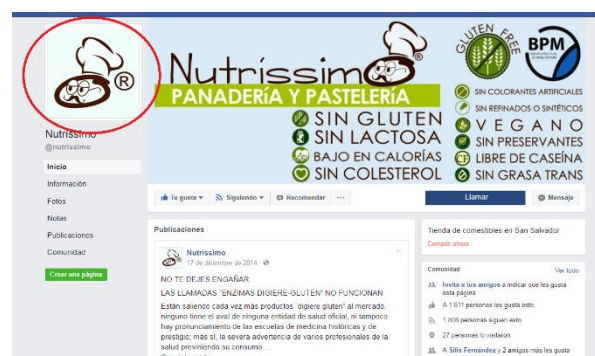 ®
Nutrissimo
PANADERÍA Y PASTELERÍA
SIN GLUTEN
SIN LACTOSA
BAJO EN CALORÍAS
SIN COLESTEROL
GLUTEN FREE
BPM
SIN COLORANTES ARTIFICIALES
SIN REFINADOS O SINTÉTICOS
VEGANO
SIN PRESERVANTES
LIBRE DE CASEÍNA
SIN GRASA TRANS
Nutrissimo
@nutrissimo
Inicio
Información
Fotos
Notas
Publicaciones
Comunidad
Crear una página
Te gusta
Siguiendo
Recomendar
...
Llamar
Mensaje
Publicaciones
Nutrissimo
17 de diciembre de 2014
NO TE DEJES ENGAÑAR
LAS LLAMADAS "ENZIMAS DIGIERE-GLUTEN" NO FUNCIONAN
Están saliendo cada vez más productos "digiere gluten" al mercado,
ninguno tiene el aval de ninguna entidad de salud oficial, ni tampoco
hay pronunciamiento de las escuelas de medicina históricas y de
prestigio; más sí, la severa advertencia de varios profesionales de la
salud previniendo su consumo...
Tienda de comestibles en San Salvador
Cerrado ahora
Comunidad
Ver todo
Invita a tus amigos a indicar que les gusta
esta página
A 1.811 personas les gusta esto
personas siguen esto
27 personas lo visitaron
A Silis Fernández y 2 amigos más les gusta